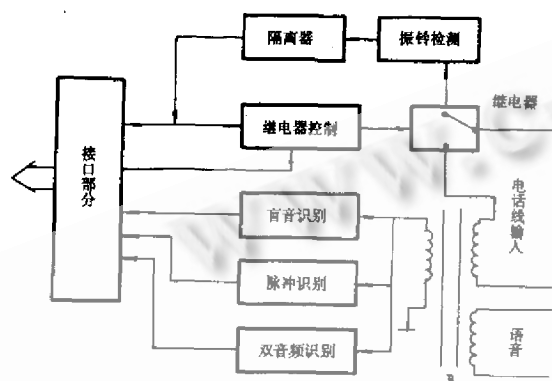 隔离器
振铃检测
继电器
继电器控制
接口部分
电话线输入
盲音识别
脉冲识别
双音频识别
语音
B